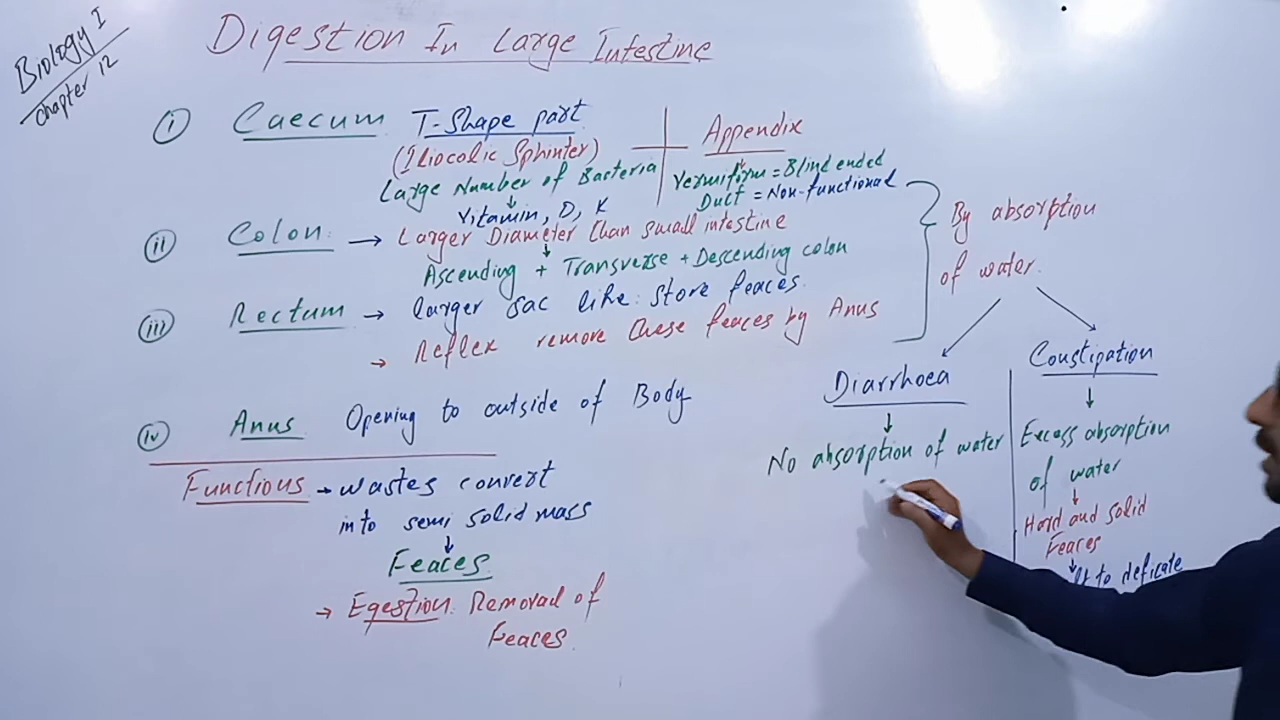 Biology I
chapter 12
Digestion In Large Intestine
i Caecum T-Shape part
(Iliocolic Sphinter)
Large Number of Bacteria
Vitamin, D, K
Appendix
Vermiform = Blind ended
Duct = Non-functional
ii Colon: → Larger Diameter than small intestine
Ascending + Transverse + Descending colon
iii Rectum → larger sac like: store feaces.
→ Reflex remove these feaces by Anus
iv Anus Opening to outside of Body
Functions → wastes convert
into semi solid mass
Feaces
→ Egestion: Removal of
Feaces.
By absorption
of water.
Diarrhoea
No absorption of water
Constipation
Excess absorption
of water
Hard and solid
Feaces
to deficate